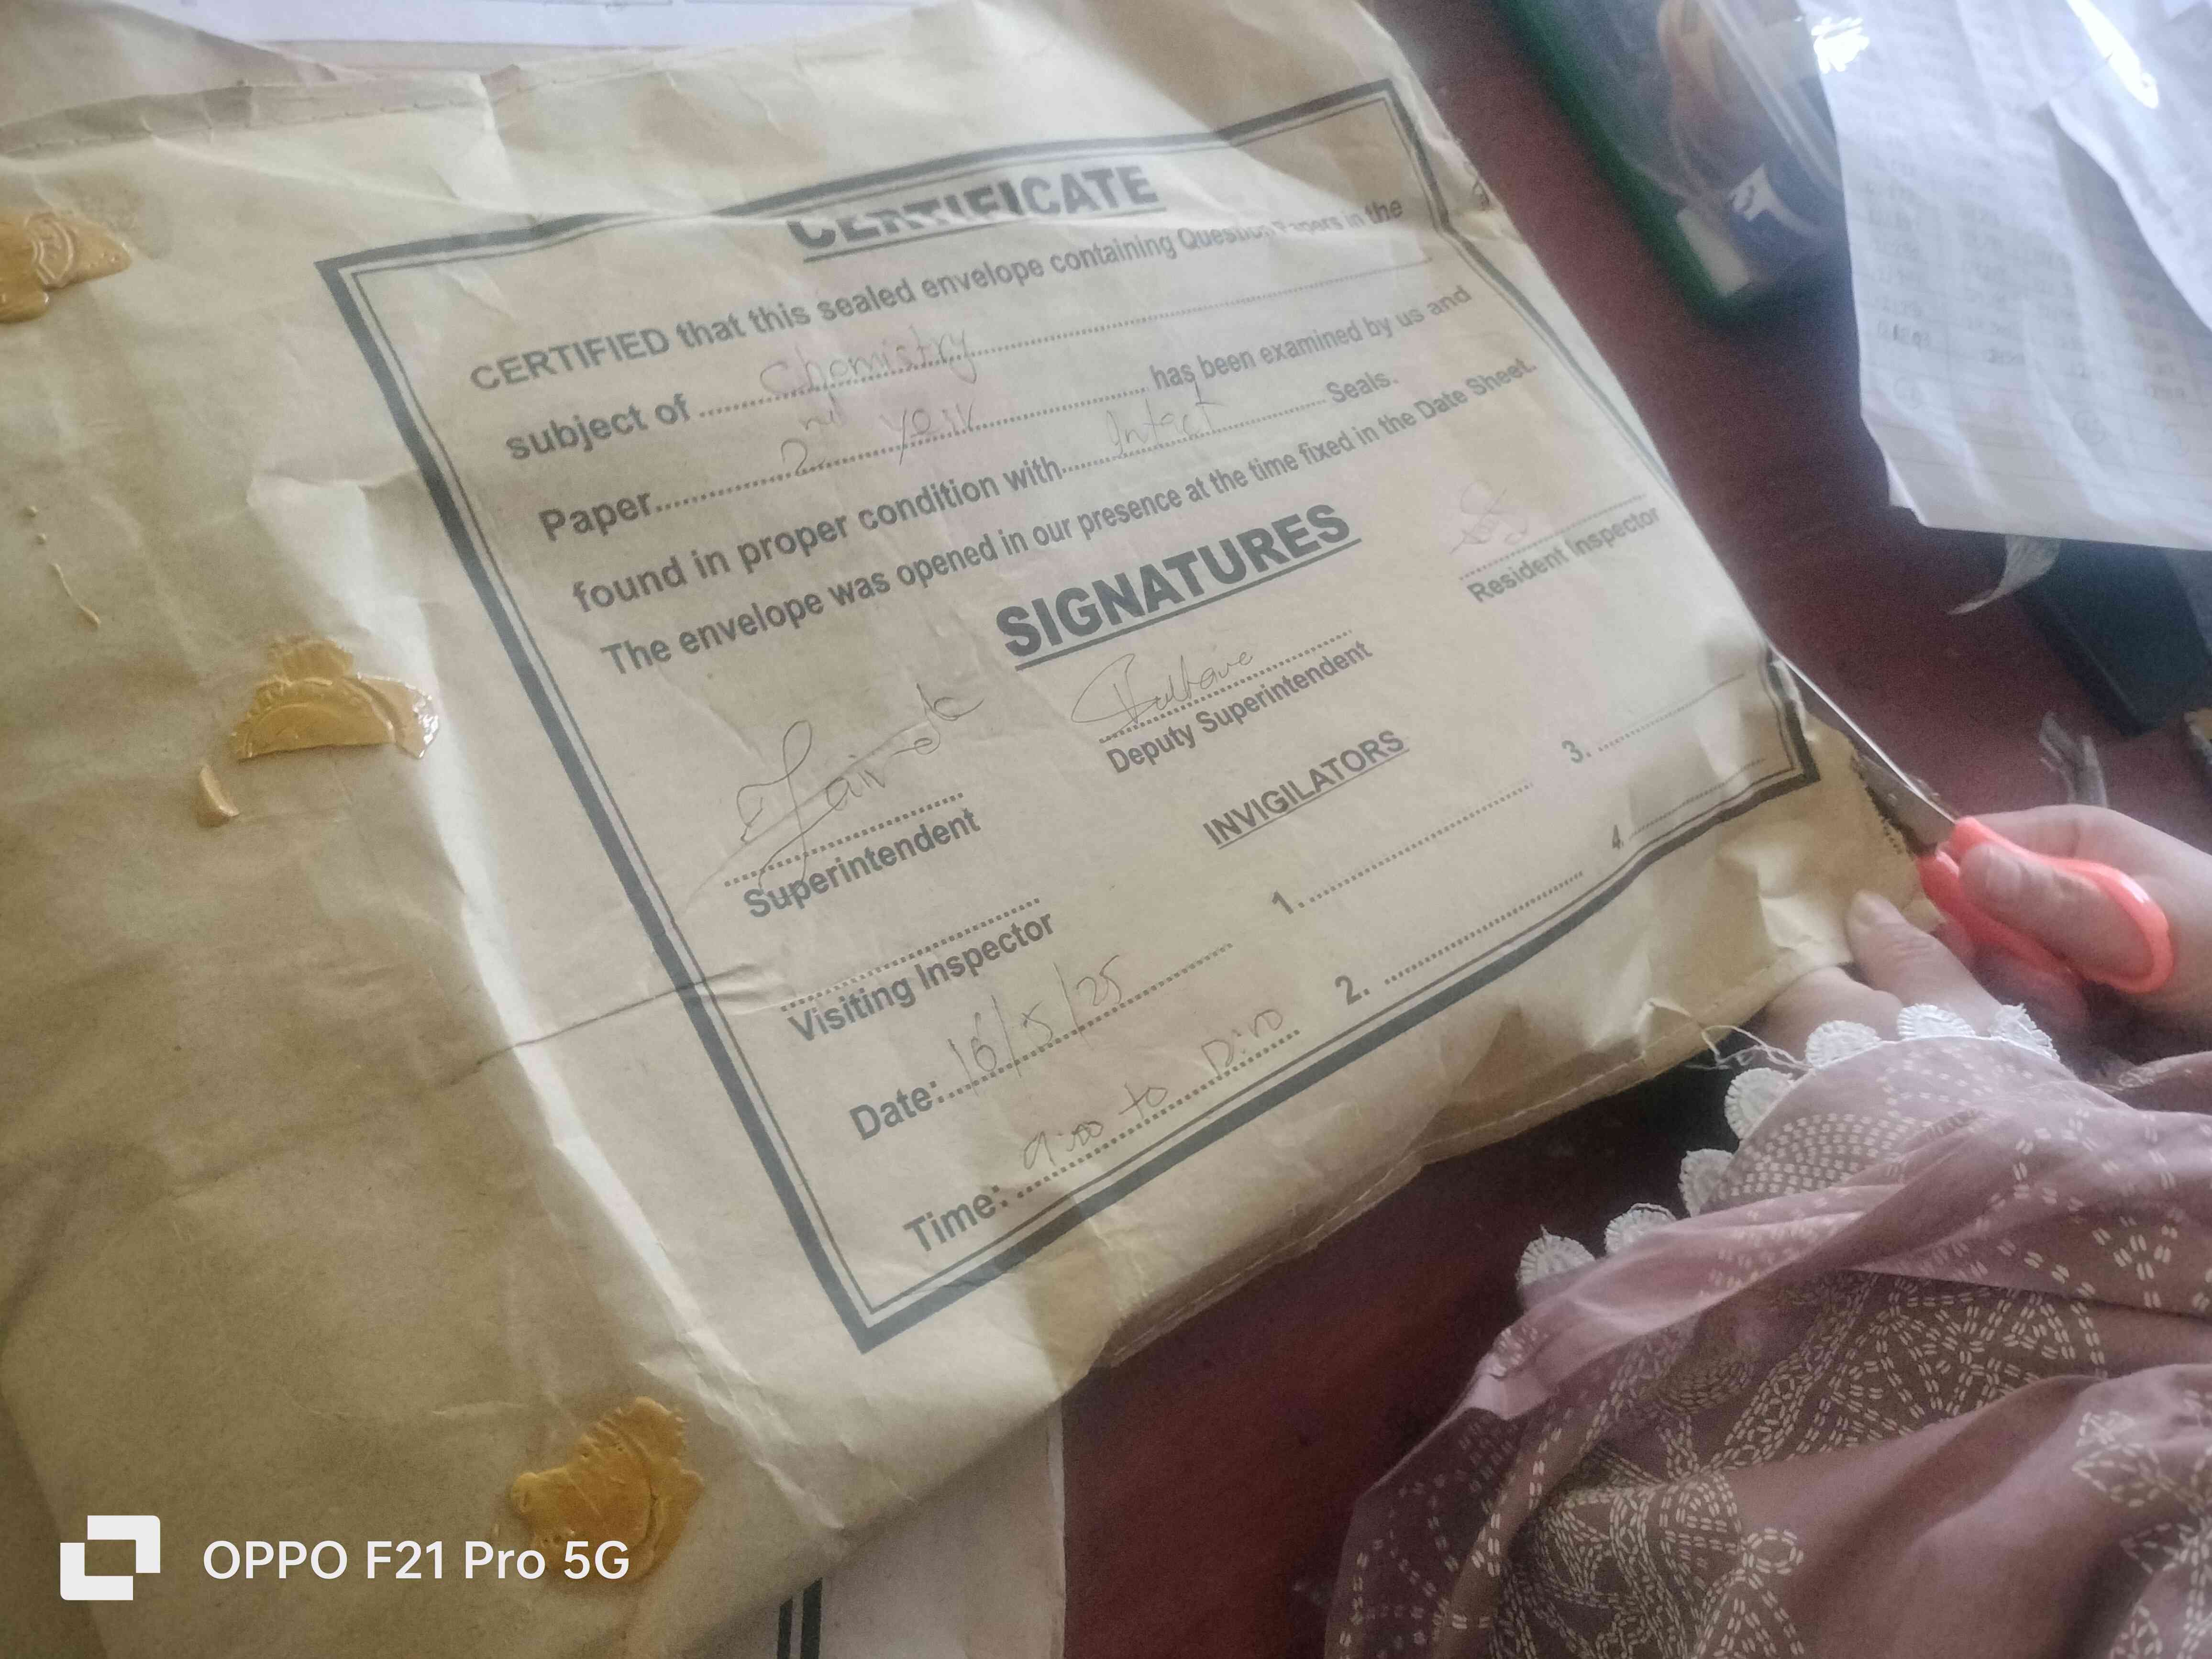 CERTIFICATE
CERTIFIED that this sealed envelope containing Question Papers in the
subject of ........ Chemistry ........
Paper........ 2nd year ........ has been examined by us and
found in proper condition with........ Intact ........ Seals.
The envelope was opened in our presence at the time fixed in the Date Sheet.
SIGNATURES
Resident Inspector
Deputy Superintendent
Superintendent
INVIGILATORS
Visiting Inspector
1. ........
3. ........
2. ........
4. ........
Date: 16/5/25
Time: 9:00 to
OPPO F21 Pro 5G